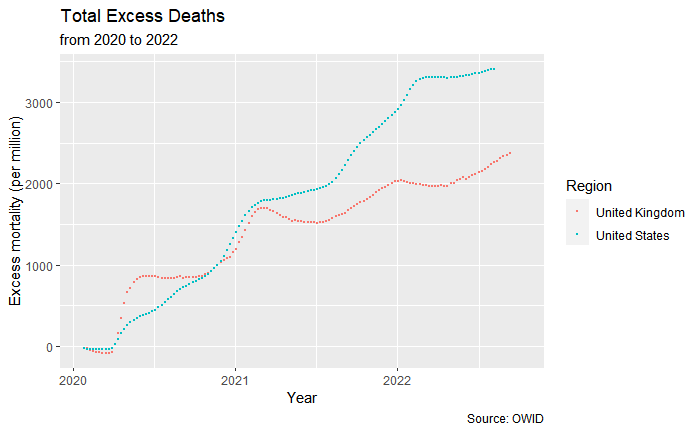 Total Excess Deaths
from 2020 to 2022
Excess mortality (per million)
3000
2000
1000
0
2020 2021 2022
Year
Region
United Kingdom
United States
Source: OWID